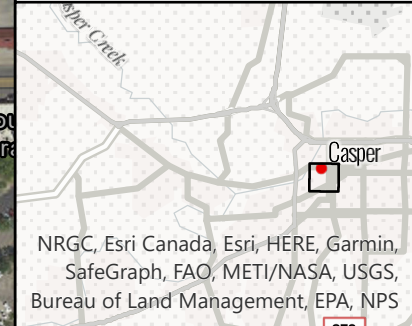 sper Creek
Casper
NRGC, Esri Canada, Esri, HERE, Garmin,
SafeGraph, FAO, METI/NASA, USGS,
Bureau of Land Management, EPA, NPS